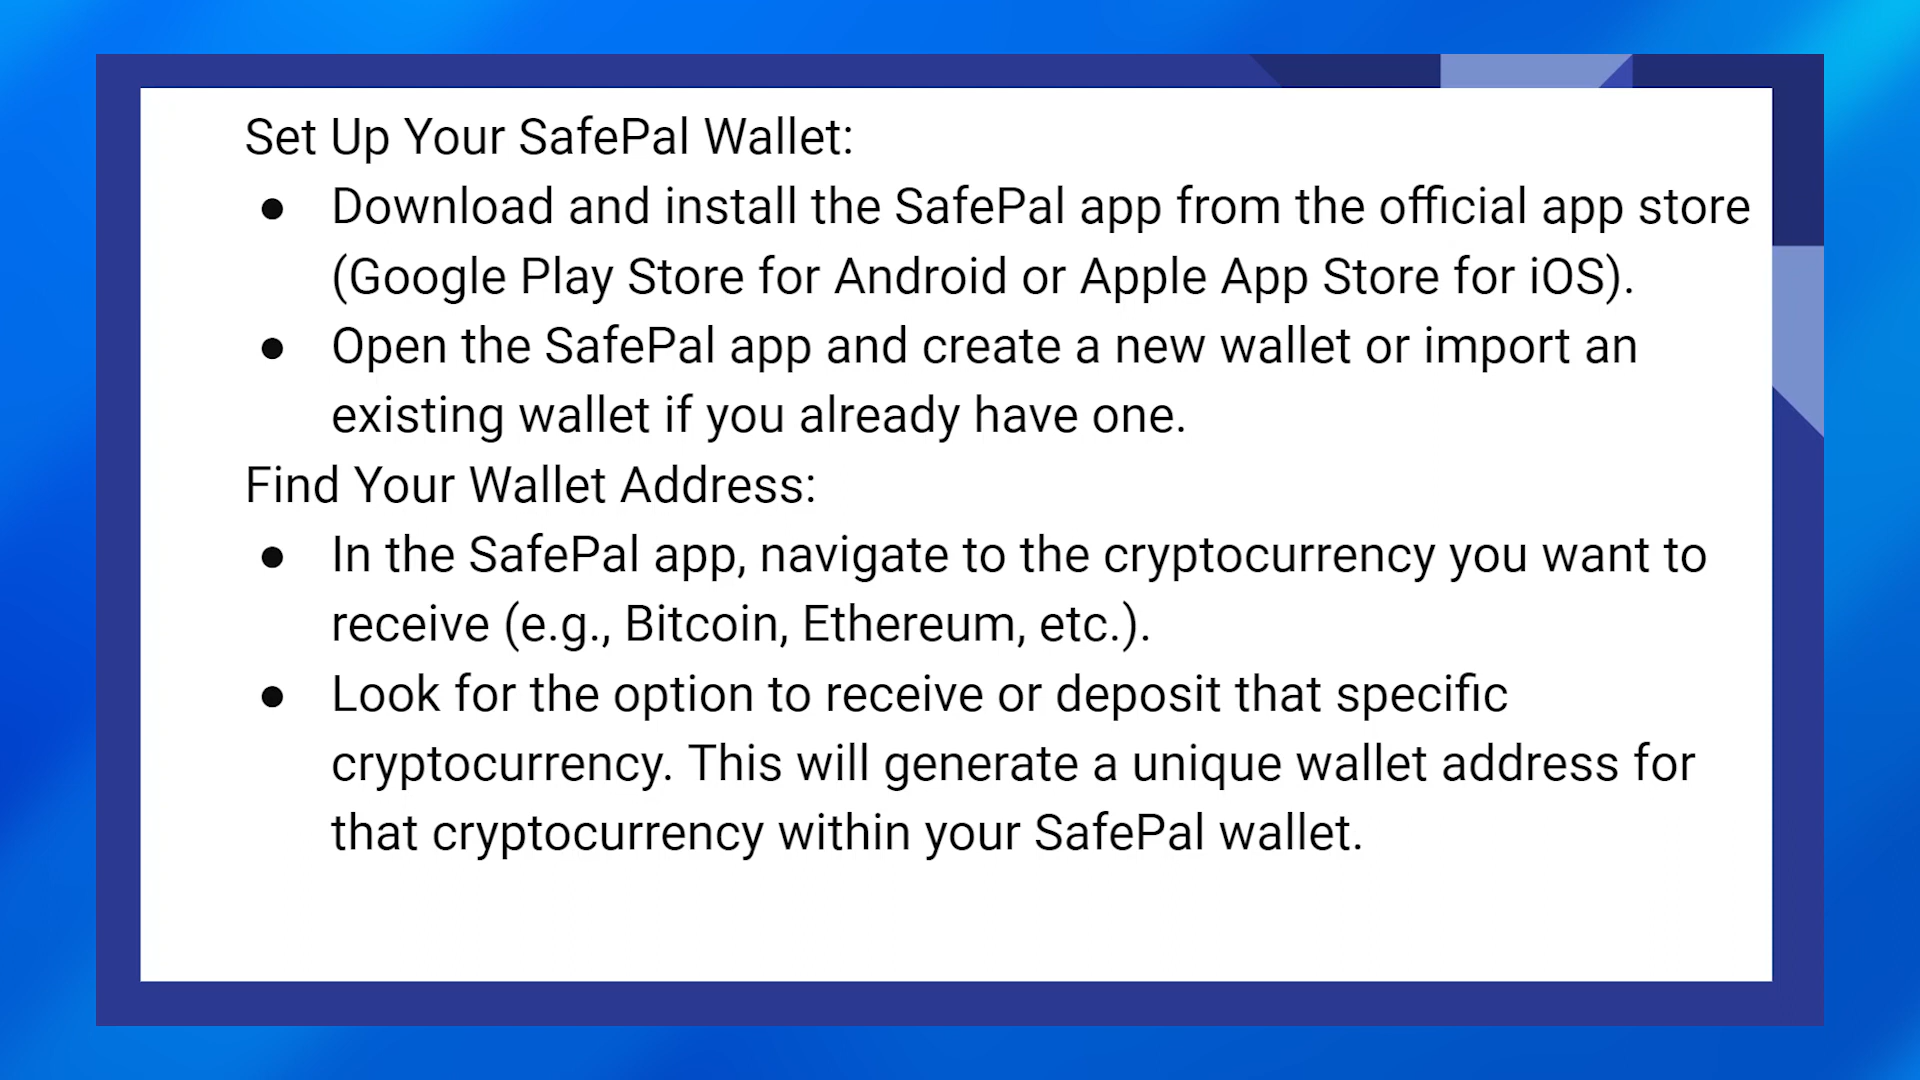 Set Up Your SafePal Wallet:
● Download and install the SafePal app from the official app store
(Google Play Store for Android or Apple App Store for iOS).
● Open the SafePal app and create a new wallet or import an
existing wallet if you already have one.
Find Your Wallet Address:
● In the SafePal app, navigate to the cryptocurrency you want to
receive (e.g., Bitcoin, Ethereum, etc.).
● Look for the option to receive or deposit that specific
cryptocurrency. This will generate a unique wallet address for
that cryptocurrency within your SafePal wallet.